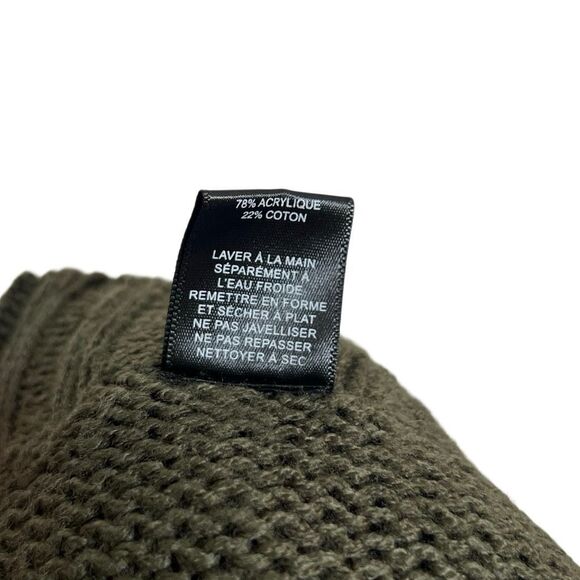 78% ACRYLIQUE
22% COTON
LAVER À LA MAIN
SÉPARÉMENT À
L'EAU FROIDE
REMETTRE EN FORME
ET SÉCHER À PLAT
NE PAS JAVELLISER
NE PAS REPASSER
NETTOYER À SEC